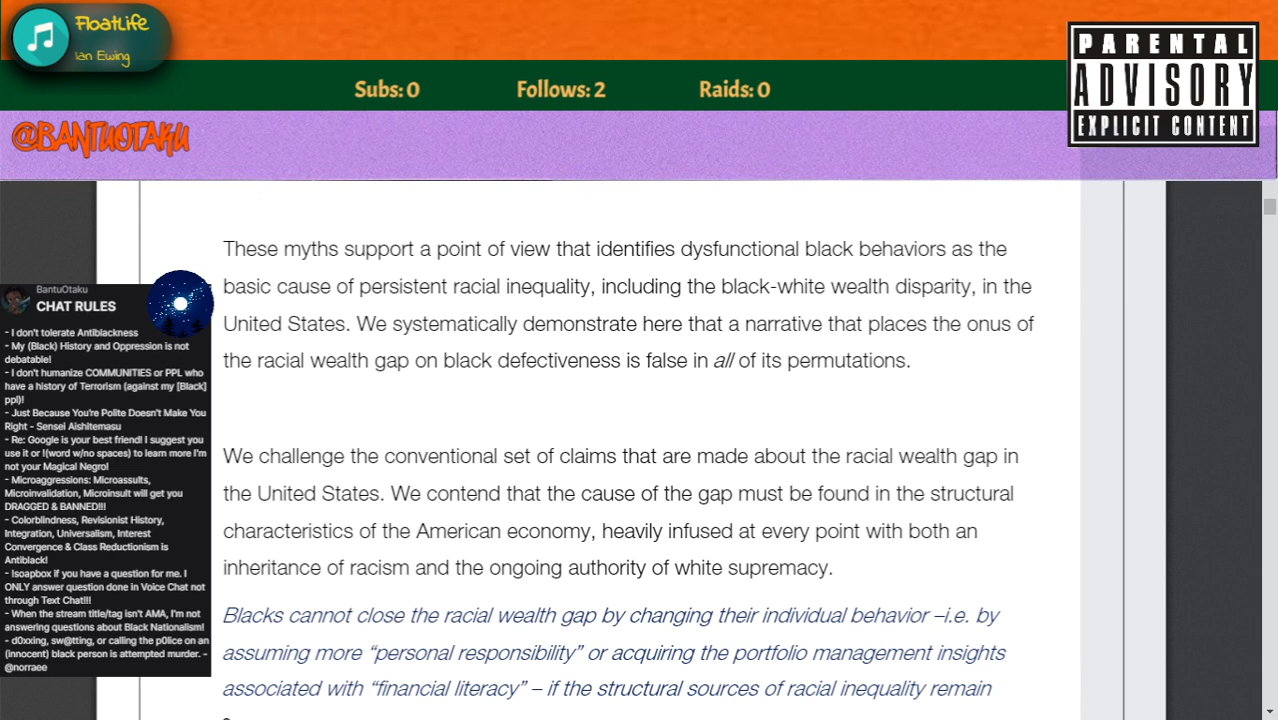 FloatLife
Ian Ewing
Subs: 0
Follows: 2
Raids: 0
PARENTAL
ADVISORY
EXPLICIT CONTENT
@BANTUOTAKU
These myths support a point of view that identifies dysfunctional black behaviors as the
basic cause of persistent racial inequality, including the black-white wealth disparity, in the
United States. We systematically demonstrate here that a narrative that places the onus of
the racial wealth gap on black defectiveness is false in all of its permutations.
We challenge the conventional set of claims that are made about the racial wealth gap in
the United States. We contend that the cause of the gap must be found in the structural
characteristics of the American economy, heavily infused at every point with both an
inheritance of racism and the ongoing authority of white supremacy.
Blacks cannot close the racial wealth gap by changing their individual behavior –i.e. by
assuming more “personal responsibility” or acquiring the portfolio management insights
associated with “financial literacy” – if the structural sources of racial inequality remain
BantuOtaku
CHAT RULES
- I don't tolerate Antiblackness
- My (Black) History and Oppression is not
debatable!
- I don't humanize COMMUNITIES or PPL who
have a history of Terrorism (against my [Black]
ppl)!
- Just Because You're Polite Doesn't Make You
Right - Sensei Aishitemasu
- Re: Google is your best friend! I suggest you
use it or !(word w/no spaces) to learn more I'm
not your Magical Negro!
- Microaggressions: Microassults,
Microinvalidation, Microinsult will get you
DRAGGED & BANNED!!!
- Colorblindness, Revisionist History,
Integration, Universalism, Interest
Convergence & Class Reductionism is
Antiblack!
- !soapbox if you have a question for me. I
ONLY answer question done in Voice Chat not
through Text Chat!!!
- When the stream title/tag isn't AMA, I'm not
answering questions about Black Nationalism!
- d0xxing, sw@tting, or calling the p0lice on an
(innocent) black person is attempted murder. -
@norraee